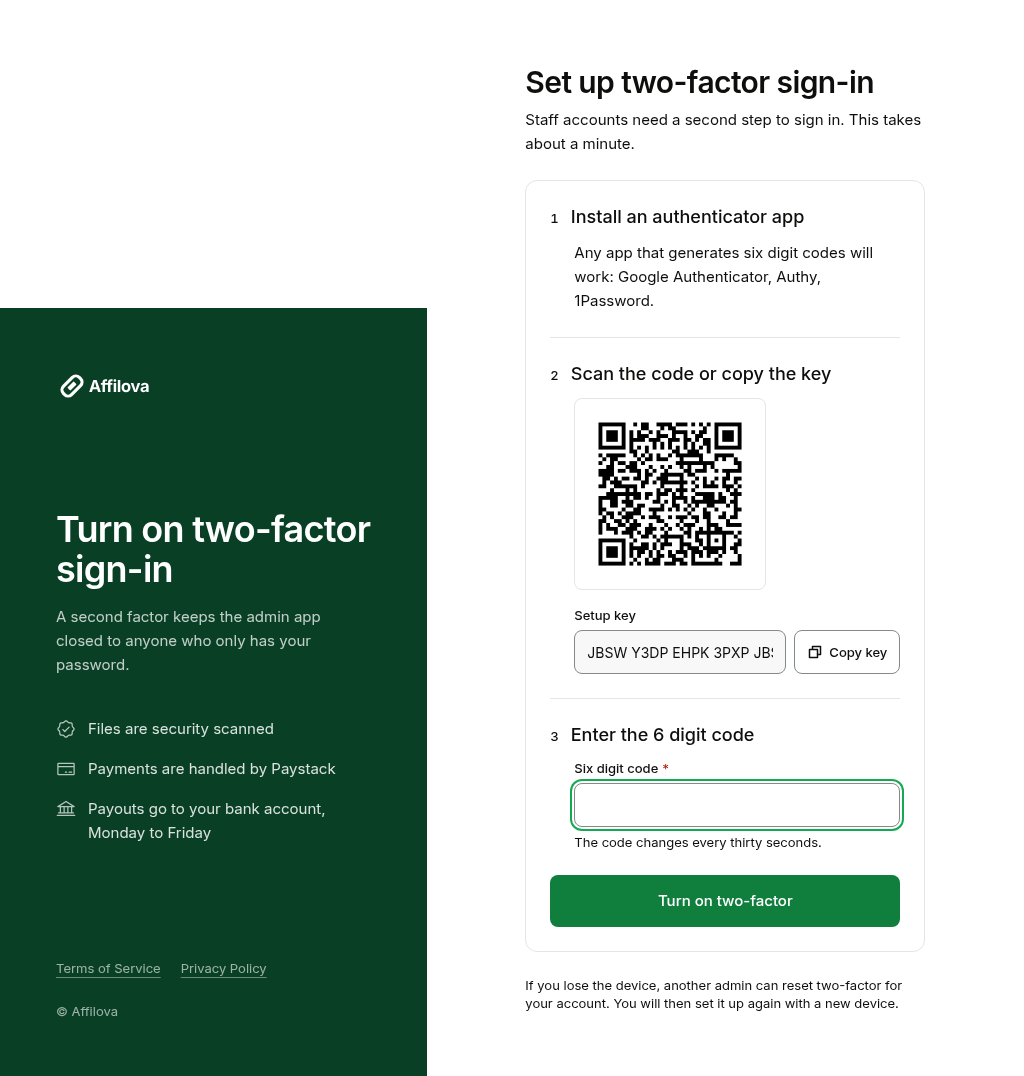 Affilova
Turn on two-factor
sign-in
A second factor keeps the admin app
closed to anyone who only has your
password.
Files are security scanned
Payments are handled by Paystack
Payouts go to your bank account,
Monday to Friday
Terms of Service Privacy Policy
© Affilova
Set up two-factor sign-in
Staff accounts need a second step to sign in. This takes
about a minute.
1 Install an authenticator app
Any app that generates six digit codes will
work: Google Authenticator, Authy,
1Password.
2 Scan the code or copy the key
Setup key
JBSW Y3DP EHPK 3PXP JB
Copy key
3 Enter the 6 digit code
Six digit code *
The code changes every thirty seconds.
Turn on two-factor
If you lose the device, another admin can reset two-factor for
your account. You will then set it up again with a new device.